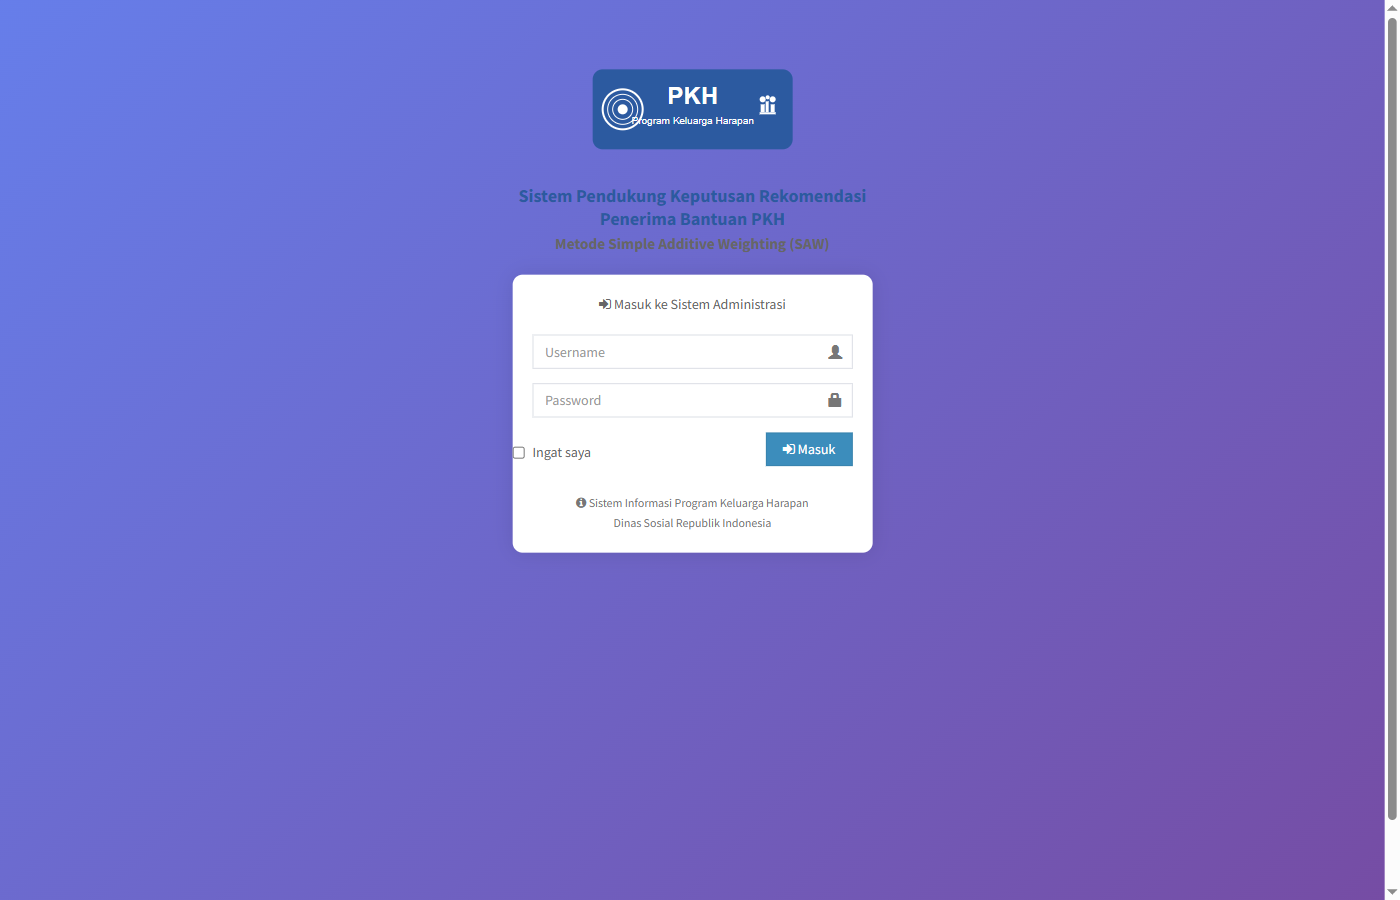 PKH
Program Keluarga Harapan
Sistem Pendukung Keputusan Rekomendasi
Penerima Bantuan PKH
Metode Simple Additive Weighting (SAW)
Masuk ke Sistem Administrasi
Username
Password
Ingat saya
Masuk
Sistem Informasi Program Keluarga Harapan
Dinas Sosial Republik Indonesia